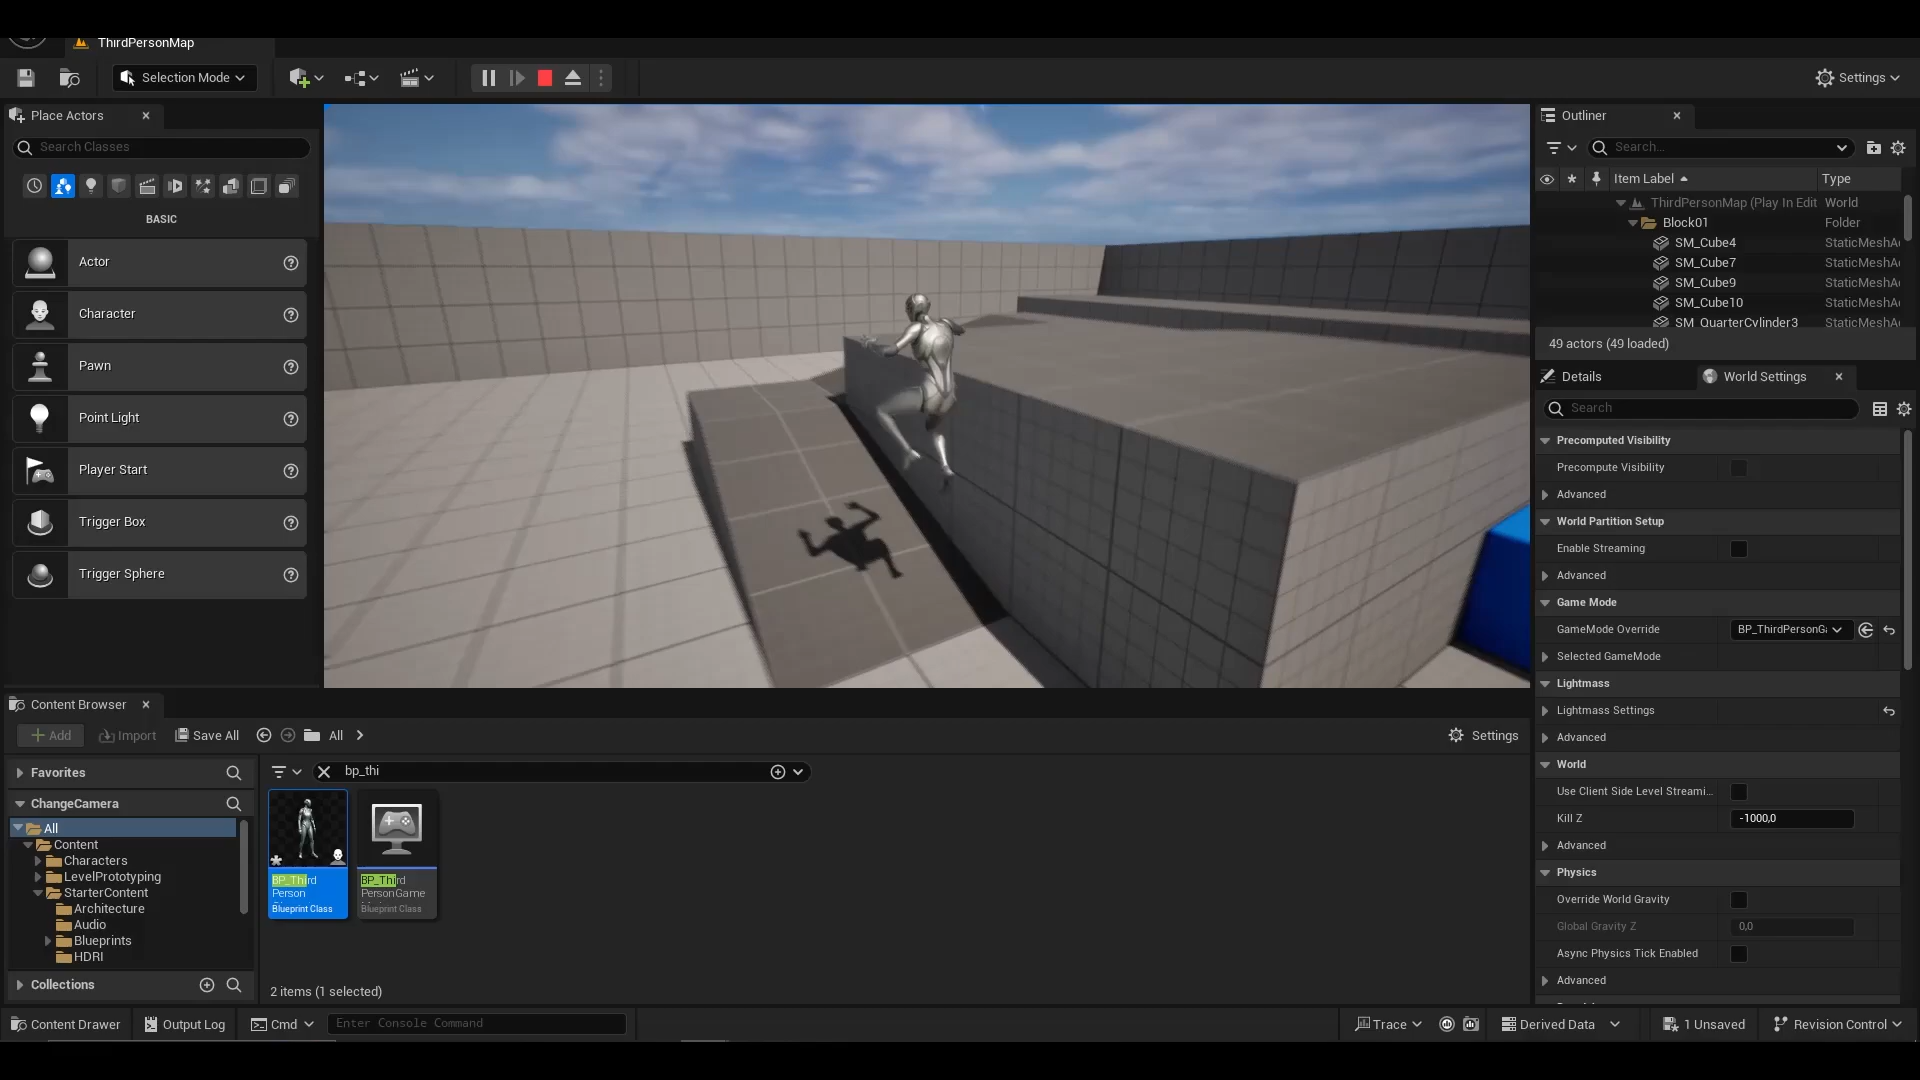 ThirdPersonMap
Selection Mode
Settings
Place Actors
Search Classes
BASIC
Actor
Character
Pawn
Point Light
Player Start
Trigger Box
Trigger Sphere
Outliner
Search...
Item Label
Type
ThirdPersonMap (Play In Edit
World
Block01
Folder
SM_Cube4
StaticMeshA
SM_Cube7
StaticMeshA
SM_Cube9
StaticMeshA
SM_Cube10
StaticMeshA
SM_QuarterCylinder3
StaticMeshA
49 actors (49 loaded)
Details
World Settings
Search
Precomputed Visibility
Precompute Visibility
Advanced
World Partition Setup
Enable Streaming
Advanced
Game Mode
GameMode Override
BP_ThirdPersonG
Selected GameMode
Lightmass
Lightmass Settings
Advanced
World
Use Client Side Level Streami...
Kill Z
-1000,0
Advanced
Physics
Override World Gravity
Global Gravity Z
0,0
Async Physics Tick Enabled
Advanced
Content Browser
Add
Import
Save All
All
Settings
Favorites
bp_thi
ChangeCamera
All
Content
Characters
LevelPrototyping
StarterContent
Architecture
Audio
Blueprints
HDRI
Collections
BP_Third
Person
Blueprint Class
BP_Third
PersonGame
Blueprint Class
2 items (1 selected)
Content Drawer
Output Log
Cmd
Enter Console Command
Trace
Derived Data
1 Unsaved
Revision Control